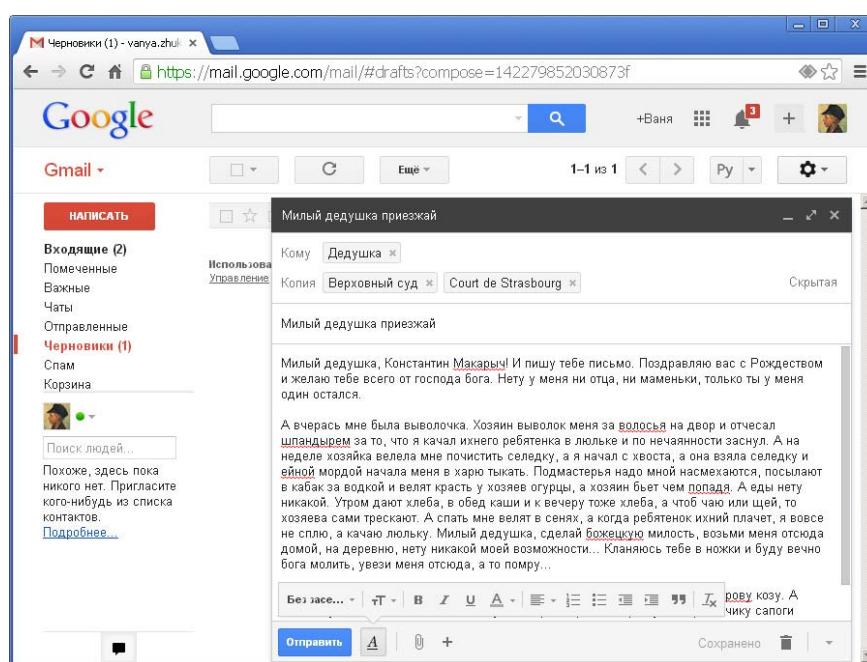 Черновики (1) - vanya.zhuk
https://mail.google.com/mail/#drafts?compose=142279852030873f
Google
+Ваня
3
+
Gmail
Ещё
1–1 из 1
Ру
НАПИСАТЬ
Входящие (2)
Помеченные
Важные
Чаты
Отправленные
Черновики (1)
Спам
Корзина
Поиск людей...
Похоже, здесь пока
никого нет. Пригласите
кого-нибудь из списка
контактов.
Подробнее...
Использова
Управление
Милый дедушка приезжай
Кому Дедушка
Копия Верховный суд Court de Strasbourg Скрытая
Милый дедушка приезжай
Милый дедушка, Константин Макарыч! И пишу тебе письмо. Поздравляю вас с Рождеством
и желаю тебе всего от господа бога. Нету у меня ни отца, ни маменьки, только ты у меня
один остался.
А вчерась мне была выволочка. Хозяин выволок меня за волосья на двор и отчесал
шпандырем за то, что я качал ихнего ребятенка в люльке и по нечаянности заснул. А на
неделе хозяйка велела мне почистить селедку, а я начал с хвоста, а она взяла селедку и
ейной мордой начала меня в харю тыкать. Подмастерья надо мной насмехаются, посылают
в кабак за водкой и велят красть у хозяев огурцы, а хозяин бьет чем попадя. А еды нету
никакой. Утром дают хлеба, в обед каши и к вечеру тоже хлеба, а чтоб чаю или щей, то
хозяева сами трескают. А спать мне велят в сенях, а когда ребятенок ихний плачет, я вовсе
не сплю, а качаю люльку. Милый дедушка, сделай божецкую милость, возьми меня отсюда
домой, на деревню, нету никакой моей возможности... Кланяюсь тебе в ножки и буду вечно
бога молить, увези меня отсюда, а то помру...
рову козу. А
чику сапоги
Без засе...
Отправить
Сохранено